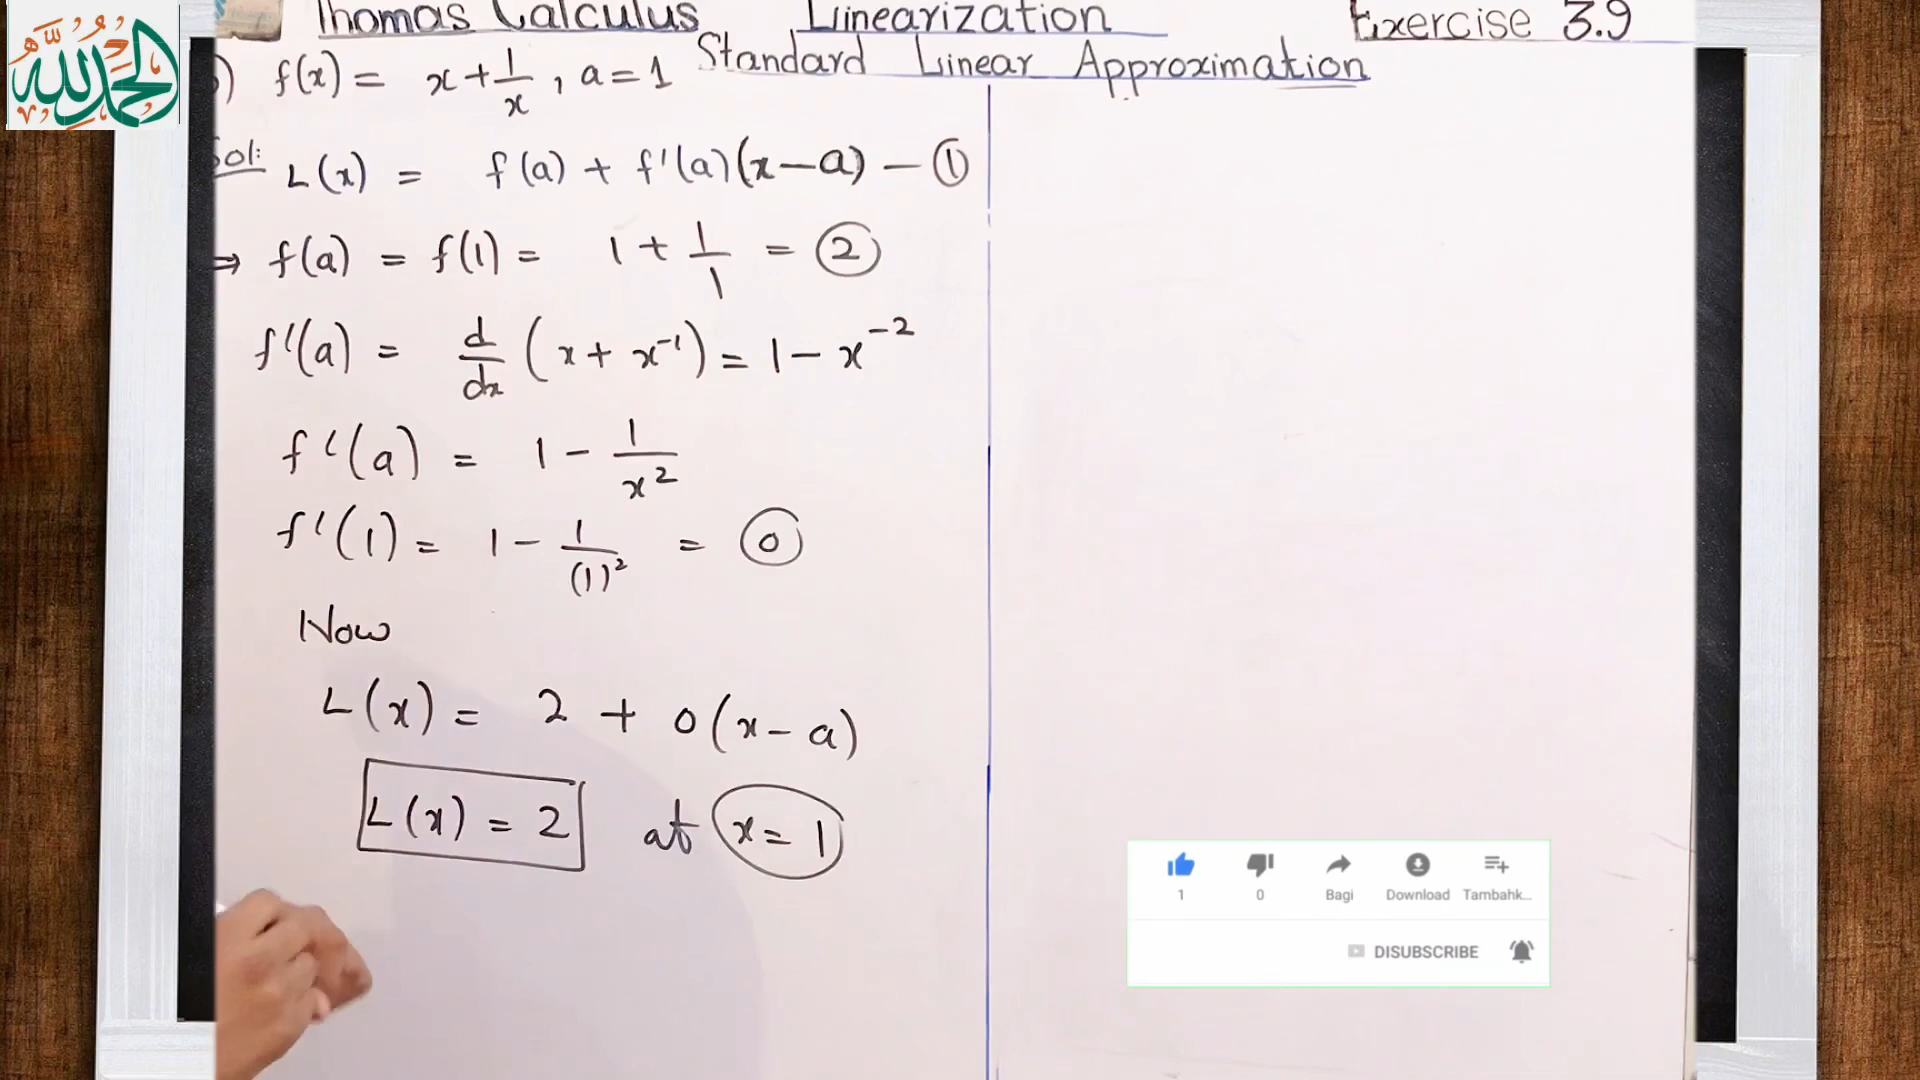 الحمد لله
Thomas Calculus Linearization Exercise 3.9
Standard Linear Approximation
) f(x) = x + 1/x , a = 1
Sol:
L(x) = f(a) + f'(a)(x-a) - ①
⇒ f(a) = f(1) = 1 + 1/1 = ②
f'(a) = d/dx (x + x⁻¹) = 1 - x⁻²
f'(a) = 1 - 1/x²
f'(1) = 1 - 1/(1)² = 0
Now
L(x) = 2 + 0(x-a)
L(x) = 2 at x = 1
1 0 Bagi Download Tambahk...
DISUBSCRIBE